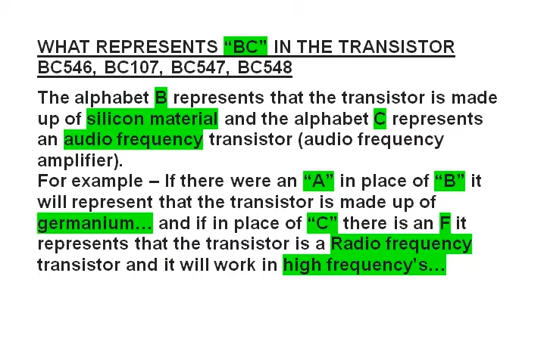 WHAT REPRESENTS “BC” IN THE TRANSISTOR
BC546, BC107, BC547, BC548
The alphabet B represents that the transistor is made
up of silicon material and the alphabet C represents
an audio frequency transistor (audio frequency
amplifier).
For example – If there were an “A” in place of “B” it
will represent that the transistor is made up of
germanium... and if in place of “C” there is an F it
represents that the transistor is a Radio frequency
transistor and it will work in high frequency's...